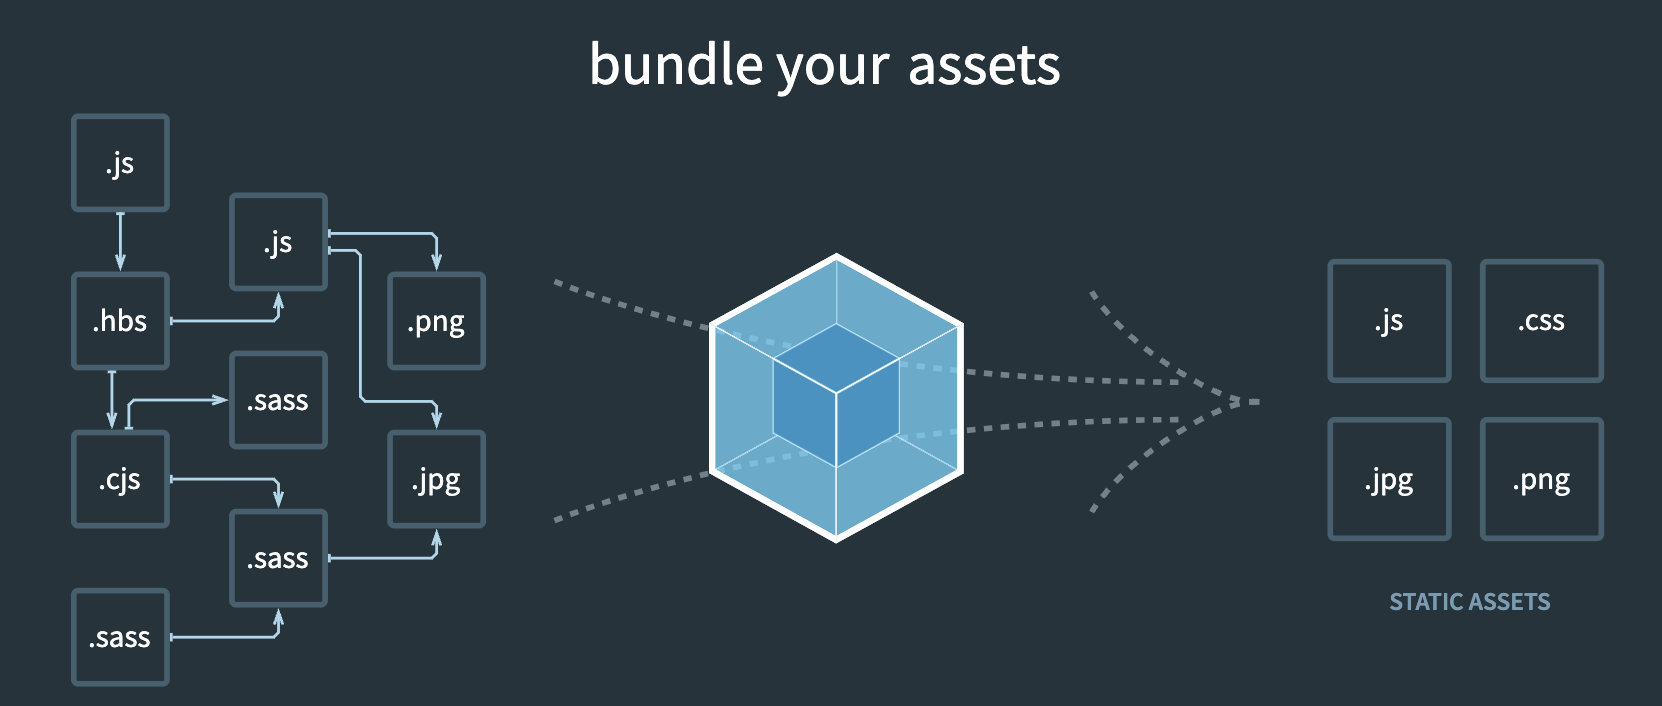 bundle your assets
.js
.js
.hbs
.png
.sass
.cjs
.jpg
.sass
.sass
.js
.css
.jpg
.png
STATIC ASSETS